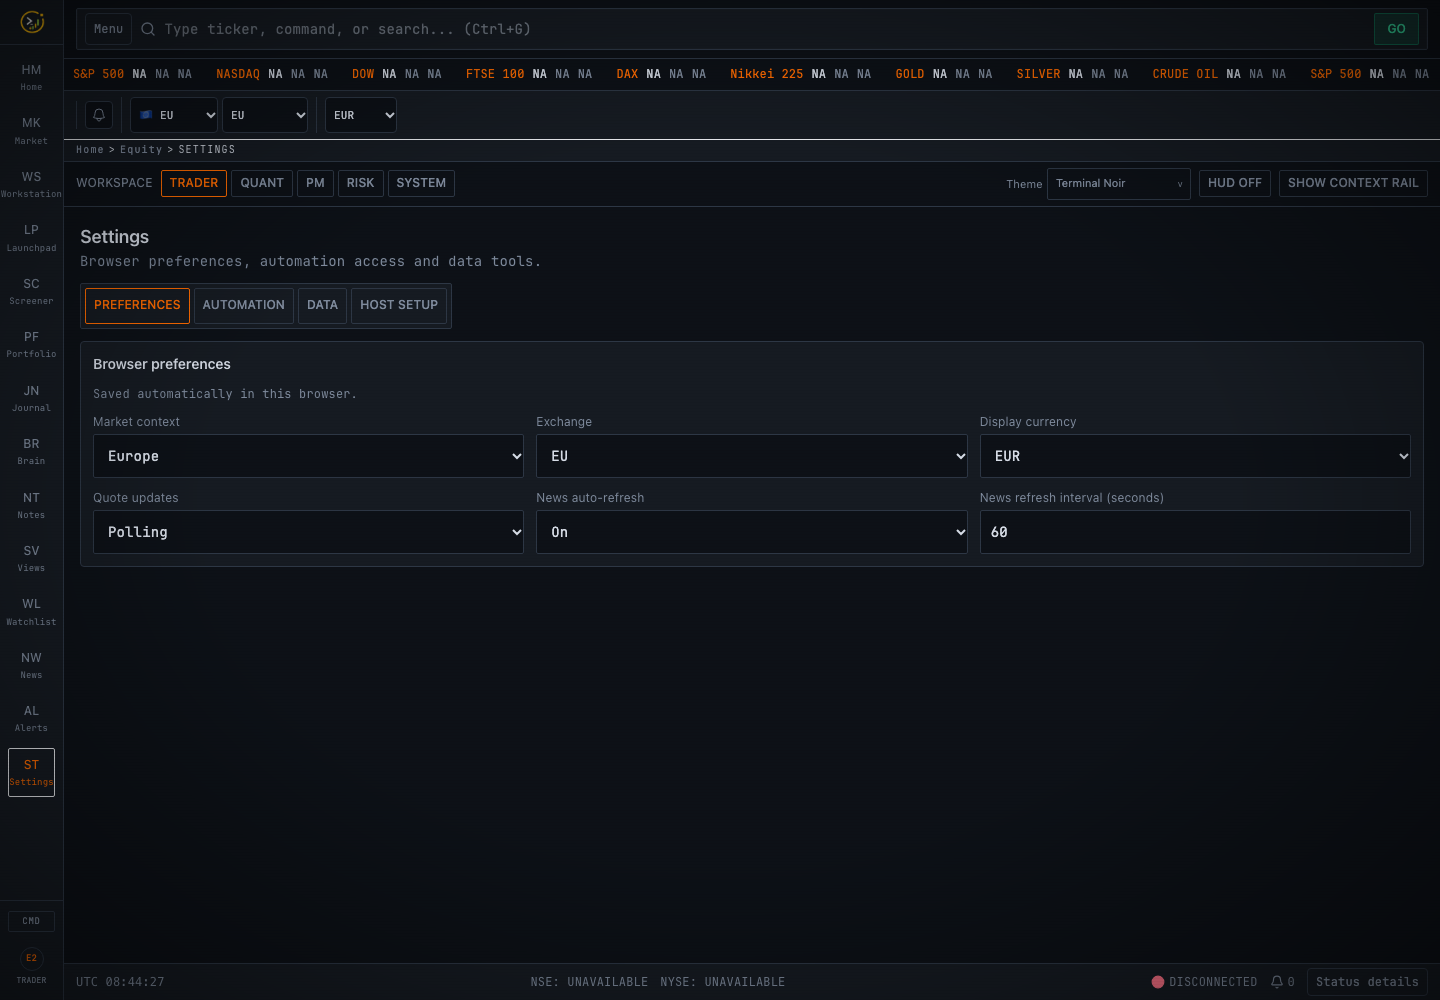 Menu Type ticker, command, or search... (Ctrl+G) GO
S&P 500 NA NA NA NASDAQ NA NA NA DOW NA NA NA FTSE 100 NA NA NA DAX NA NA NA Nikkei 225 NA NA NA GOLD NA NA NA SILVER NA NA NA CRUDE OIL NA NA NA S&P 500 NA NA NA
EU EU EUR
Home > Equity > SETTINGS
WORKSPACE TRADER QUANT PM RISK SYSTEM Theme Terminal Noir v HUD OFF SHOW CONTEXT RAIL
HM
Home
MK
Market
WS
Workstation
LP
Launchpad
SC
Screener
PF
Portfolio
JN
Journal
BR
Brain
NT
Notes
SV
Views
WL
Watchlist
NW
News
AL
Alerts
ST
Settings
CMD
E2
TRADER
Settings
Browser preferences, automation access and data tools.
PREFERENCES AUTOMATION DATA HOST SETUP
Browser preferences
Saved automatically in this browser.
Market context Exchange Display currency
Europe EU EUR
Quote updates News auto-refresh News refresh interval (seconds)
Polling On 60
UTC 08:44:27 NSE: UNAVAILABLE NYSE: UNAVAILABLE DISCONNECTED 0 Status details